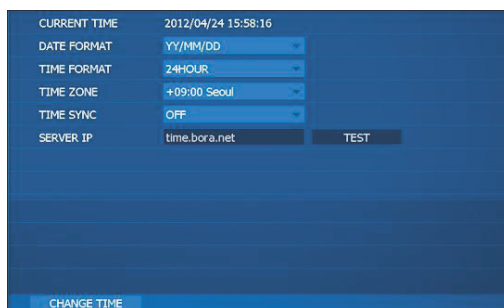 CURRENT TIME 2012/04/24 15:58:16
DATE FORMAT YY/MM/DD
TIME FORMAT 24HOUR
TIME ZONE +09:00 Seoul
TIME SYNC OFF
SERVER IP time.bora.net TEST
CHANGE TIME